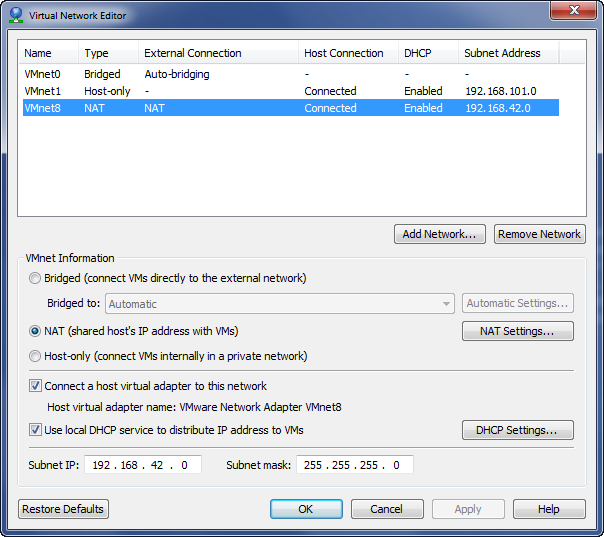 Virtual Network Editor
Name Type External Connection Host Connection DHCP Subnet Address
VMnet0 Bridged Auto-bridging - - -
VMnet1 Host-only - Connected Enabled 192.168.101.0
VMnet8 NAT NAT Connected Enabled 192.168.42.0
Add Network... Remove Network
VMnet Information
Bridged (connect VMs directly to the external network)
Bridged to: Automatic Automatic Settings...
NAT (shared host's IP address with VMs) NAT Settings...
Host-only (connect VMs internally in a private network)
Connect a host virtual adapter to this network
Host virtual adapter name: VMware Network Adapter VMnet8
Use local DHCP service to distribute IP address to VMs DHCP Settings...
Subnet IP: 192 . 168 . 42 . 0 Subnet mask: 255 . 255 . 255 . 0
Restore Defaults OK Cancel Apply Help